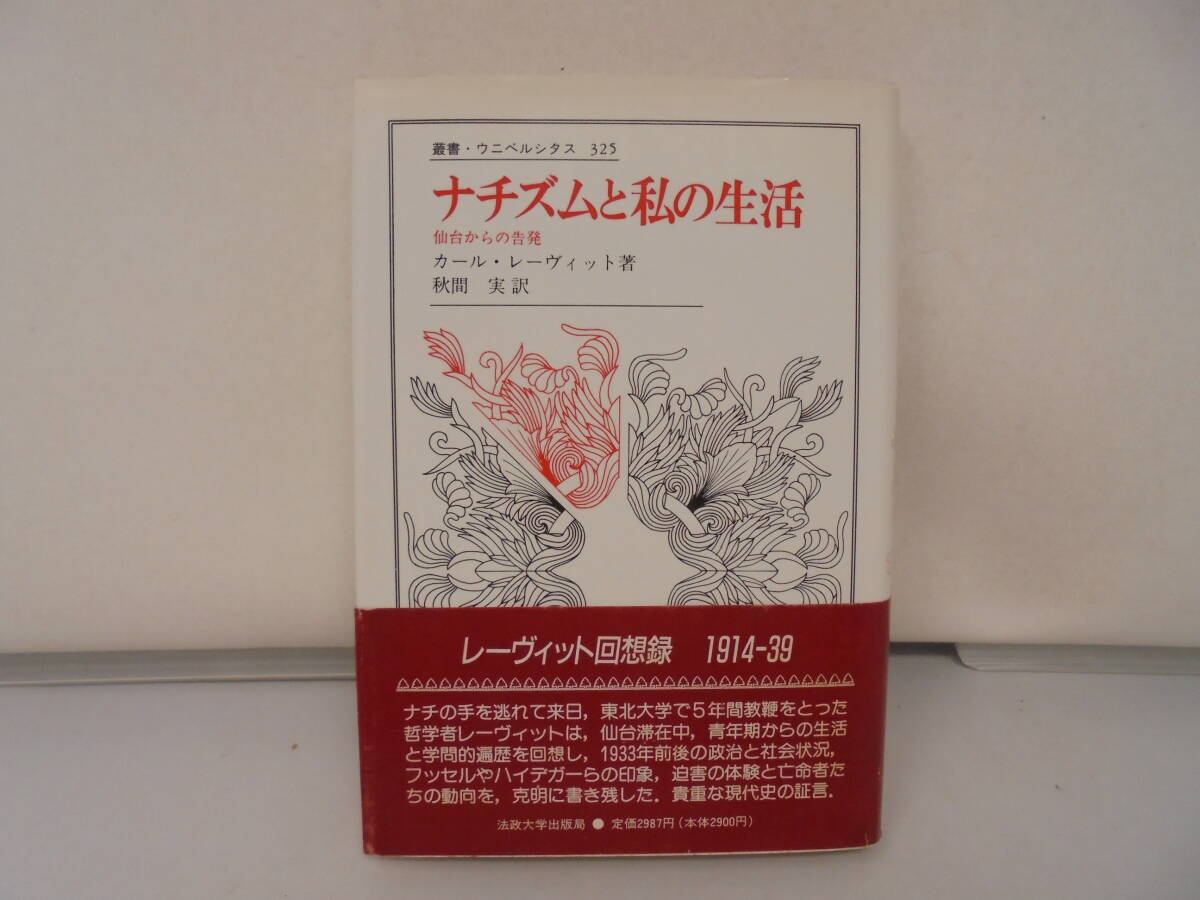 叢書・ウニベルシタス 325
ナチズムと私の生活
仙台からの告発
カール・レーヴィット著
秋間 実訳
レーヴィット回想録 1914-39
ナチの手を逃れて来日，東北大学で5年間教鞭をとった
哲学者レーヴィットは，仙台滞在中，青年期からの生活
と学問的遍歴を回想し，1933年前後の政治と社会状況，
フッセルやハイデガーらの印象，迫害の体験と亡命者た
ちの動向を，克明に書き残した．貴重な現代史の証言．
法政大学出版局 ● 定価2987円（本体2900円）